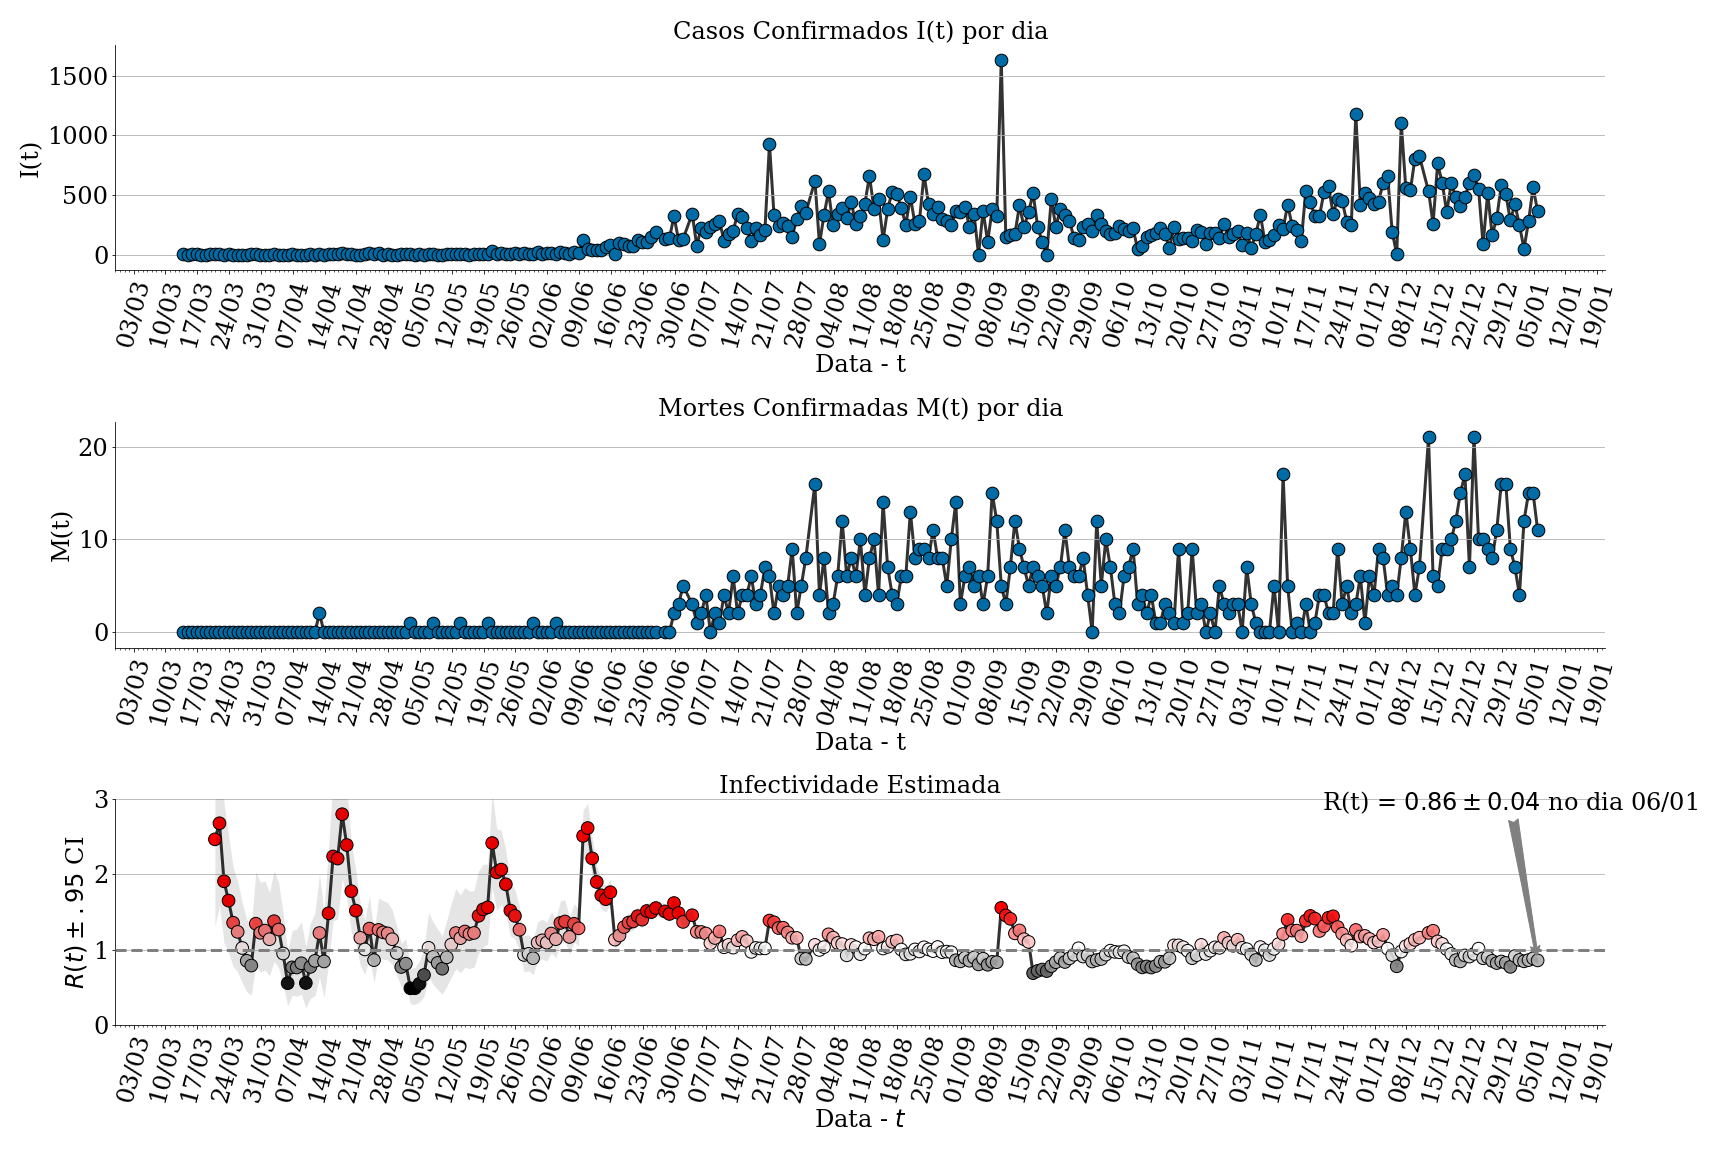 Casos Confirmados I(t) por dia
I(t)
1500
1000
500
0
03/03 10/03 17/03 24/03 31/03 07/04 14/04 21/04 28/04 05/05 12/05 19/05 26/05 02/06 09/06 16/06 23/06 30/06 07/07 14/07 21/07 28/07 04/08 11/08 18/08 25/08 01/09 08/09 15/09 22/09 29/09 06/10 13/10 20/10 27/10 03/11 10/11 17/11 24/11 01/12 08/12 15/12 22/12 29/12 05/01 12/01 19/01
Data - t
Mortes Confirmadas M(t) por dia
M(t)
20
10
0
03/03 10/03 17/03 24/03 31/03 07/04 14/04 21/04 28/04 05/05 12/05 19/05 26/05 02/06 09/06 16/06 23/06 30/06 07/07 14/07 21/07 28/07 04/08 11/08 18/08 25/08 01/09 08/09 15/09 22/09 29/09 06/10 13/10 20/10 27/10 03/11 10/11 17/11 24/11 01/12 08/12 15/12 22/12 29/12 05/01 12/01 19/01
Data - t
Infectividade Estimada
R(t) = 0.86 ± 0.04 no dia 06/01
R(t) ± .95 CI
3
2
1
0
03/03 10/03 17/03 24/03 31/03 07/04 14/04 21/04 28/04 05/05 12/05 19/05 26/05 02/06 09/06 16/06 23/06 30/06 07/07 14/07 21/07 28/07 04/08 11/08 18/08 25/08 01/09 08/09 15/09 22/09 29/09 06/10 13/10 20/10 27/10 03/11 10/11 17/11 24/11 01/12 08/12 15/12 22/12 29/12 05/01 12/01 19/01
Data - t